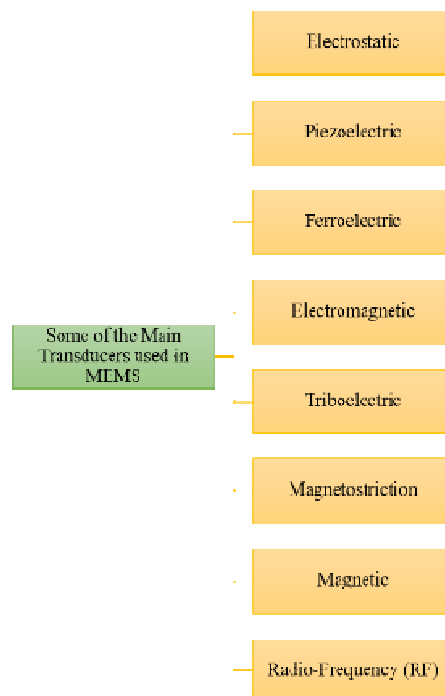 Electrostatic
Piezoelectric
Ferroelectric
Electromagnetic
Some of the Main
Transducers used in
MEMS
Triboelectric
Magnetostriction
Magnetic
Radio-Frequency (RF)